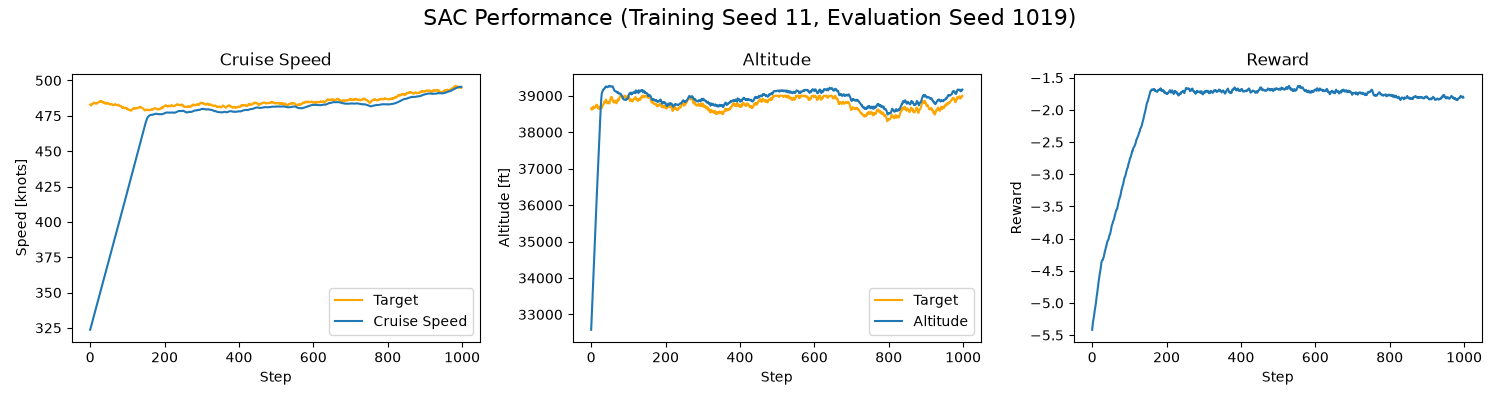 SAC Performance (Training Seed 11, Evaluation Seed 1019)
Cruise Speed
Speed [knots]
500
475
450
425
400
375
350
325
0 200 400 600 800 1000
Step
Target
Cruise Speed
Altitude
Altitude [ft]
39000
38000
37000
36000
35000
34000
33000
0 200 400 600 800 1000
Step
Target
Altitude
Reward
Reward
−1.5
−2.0
−2.5
−3.0
−3.5
−4.0
−4.5
−5.0
−5.5
0 200 400 600 800 1000
Step